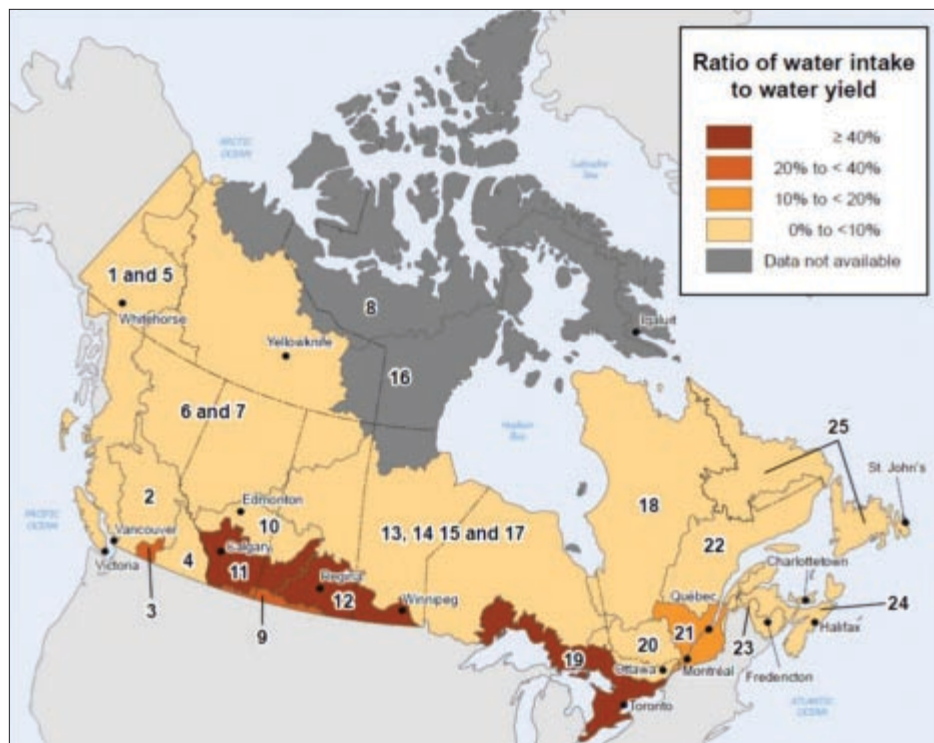 Ratio of water intake
to water yield
≥ 40%
20% to < 40%
10% to < 20%
0% to <10%
Data not available
ARCTIC
OCEAN
Labrador
Sea
1 and 5
Whitehorse
8
Iqaluit
Yellowknife
16
6 and 7
Hudson
Bay
25
St. John's
2
Edmonton
18
PACIFIC
OCEAN
Vancouver
10
13, 14 15 and 17
22
Calgary
Charlottetown
Victoria
4
11
Regina
Québec
3
12
Winnipeg
24
9
20
21
Halifax
19
23
Ottawa
Montréal
Fredericton
Toronto
ATLANTIC
OCEAN